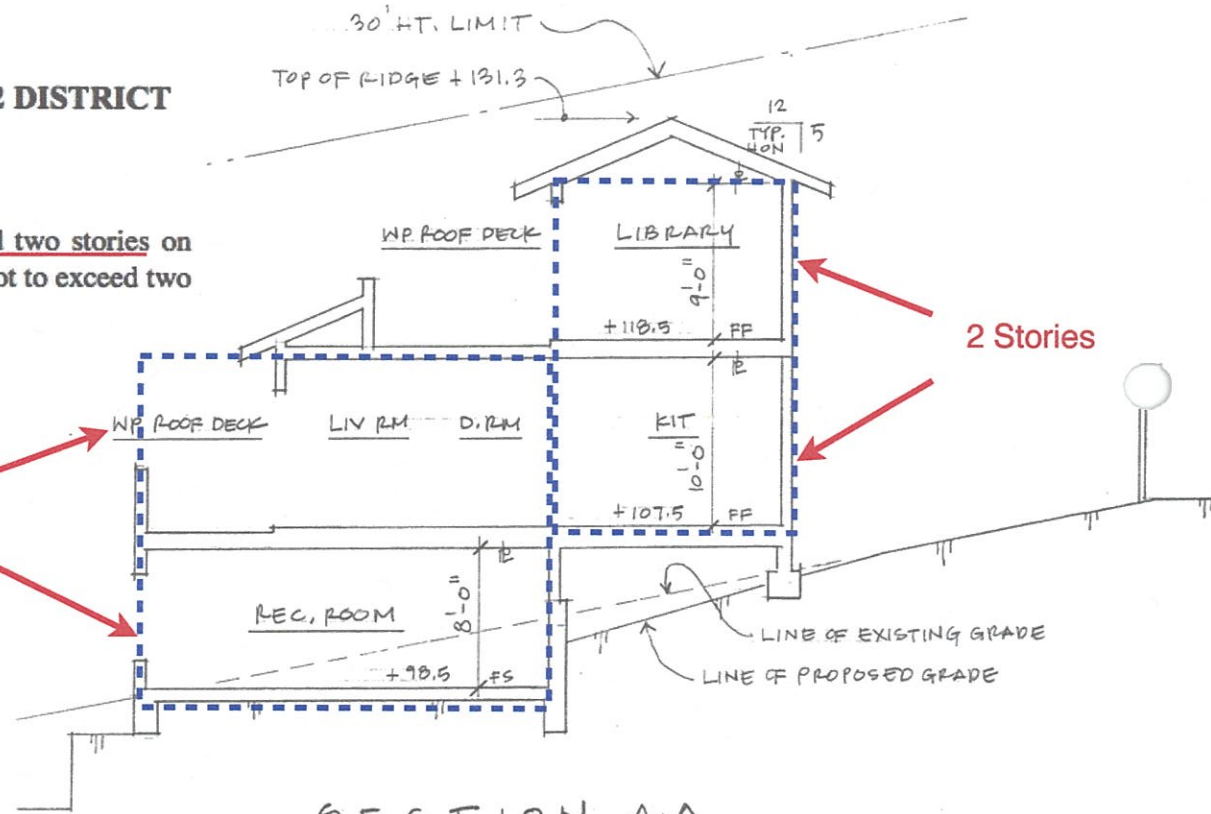 30' HT. LIMIT
TOP OF RIDGE +131.3
2 DISTRICT
12
TYP.
5
two stories on
ot to exceed two
WP. ROOF DECK
LIBRARY
9'-0"
+118.5 FF
2 Stories
WP ROOF DECK
LIV RM
D.RM
KIT
10'-0"
+107.5 FF
REC. ROOM
8'-0"
+98.5 FS
LINE OF EXISTING GRADE
LINE OF PROPOSED GRADE
SECTION A-A